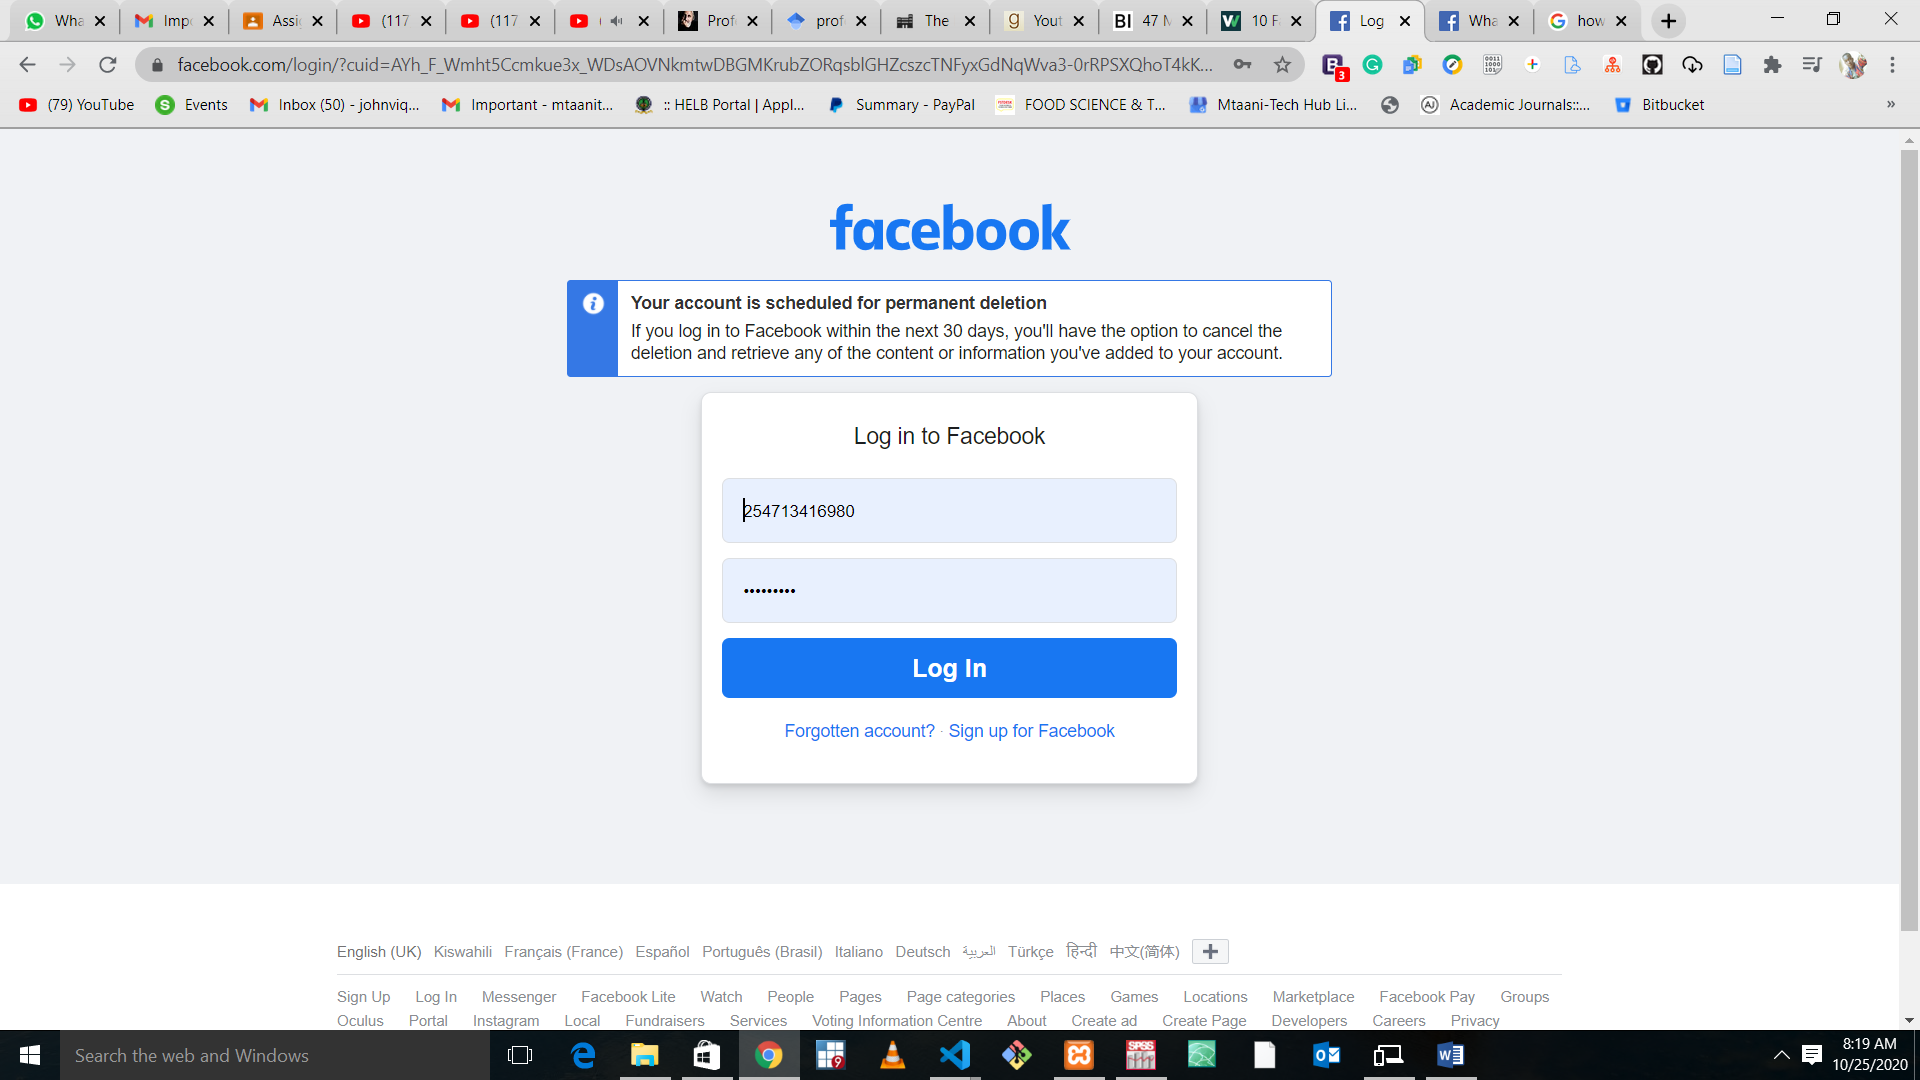 Wha
Impo
Assig
(117
(117
(
Profe
profe
The
Yout
BI 47 M
10 Fa
Log
Wha
how
facebook.com/login/?cuid=AYh_F_Wmht5Ccmkue3x_WDsAOVNkmtwDBGMKrubZORqsblGHZcszcTNFyxGdNqWva3-0rRPSXQhoT4kK...
3
(79) YouTube
Events
Inbox (50) - johnviq...
Important - mtaanit...
:: HELB Portal | Appl...
Summary - PayPal
FOOD SCIENCE & T...
Mtaani-Tech Hub Li...
Academic Journals::...
Bitbucket
»
facebook
Your account is scheduled for permanent deletion
If you log in to Facebook within the next 30 days, you'll have the option to cancel the
deletion and retrieve any of the content or information you've added to your account.
Log in to Facebook
254713416980
•••••••••
Log In
Forgotten account? · Sign up for Facebook
English (UK) Kiswahili Français (France) Español Português (Brasil) Italiano Deutsch العربية Türkçe हिन्दी 中文(简体)
Sign Up Log In Messenger Facebook Lite Watch People Pages Page categories Places Games Locations Marketplace Facebook Pay Groups
Oculus Portal Instagram Local Fundraisers Services Voting Information Centre About Create ad Create Page Developers Careers Privacy
Search the web and Windows
SPSS
8:19 AM
10/25/2020